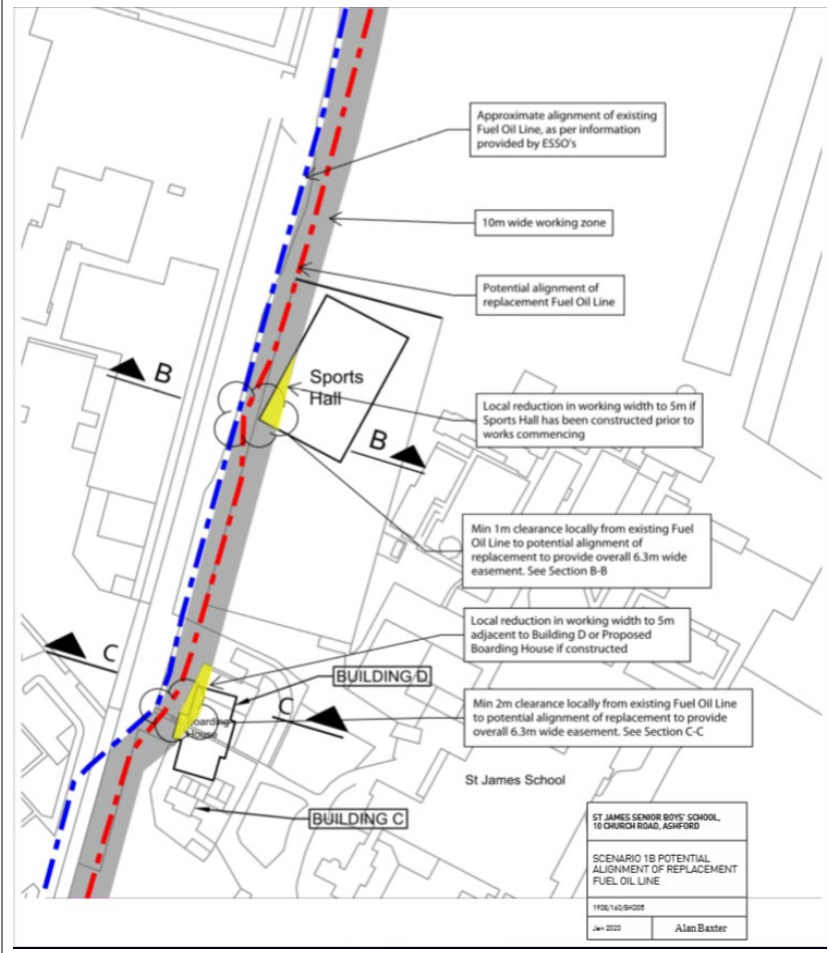 Approximate alignment of existing
Fuel Oil Line, as per information
provided by ESSO's
10m wide working zone
Potential alignment of
replacement Fuel Oil Line
B
Sports
Hall
Local reduction in working width to 5m if
Sports Hall has been constructed prior to
works commencing
B
Min 1m clearance locally from existing Fuel
Oil Line to potential alignment of
replacement to provide overall 6.3m wide
easement. See Section B-B
Local reduction in working width to 5m
adjacent to Building D or Proposed
Boarding House if constructed
C
BUILDING D
C
Min 2m clearance locally from existing Fuel Oil Line
to potential alignment of replacement to provide
overall 6.3m wide easement. See Section C-C
Boarding
House
St James School
BUILDING C
ST JAMES SENIOR BOYS' SCHOOL,
10 CHURCH ROAD, ASHFORD
SCENARIO 1B POTENTIAL
ALIGNMENT OF REPLACEMENT
FUEL OIL LINE
Jan 2020
Alan Baxter